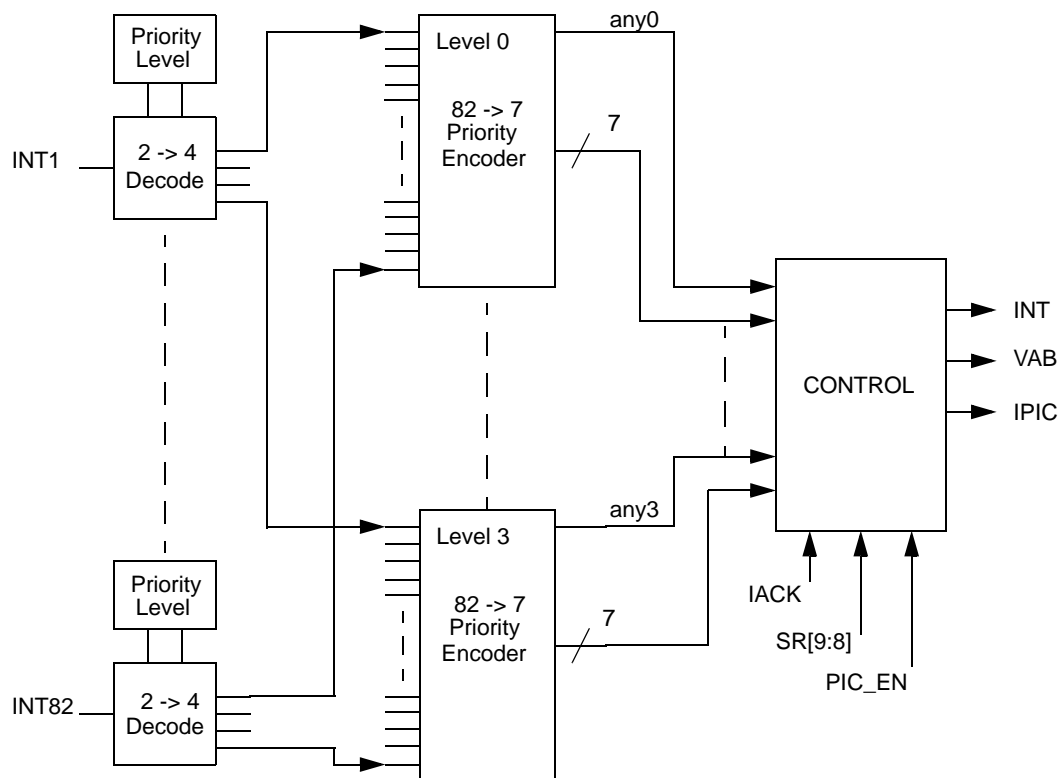 Priority
Level
INT1
2 -> 4
Decode
Level 0
82 -> 7
Priority
Encoder
any0
7
CONTROL
INT
VAB
IPIC
IACK
SR[9:8]
PIC_EN
Priority
Level
INT82
2 -> 4
Decode
Level 3
82 -> 7
Priority
Encoder
any3
7